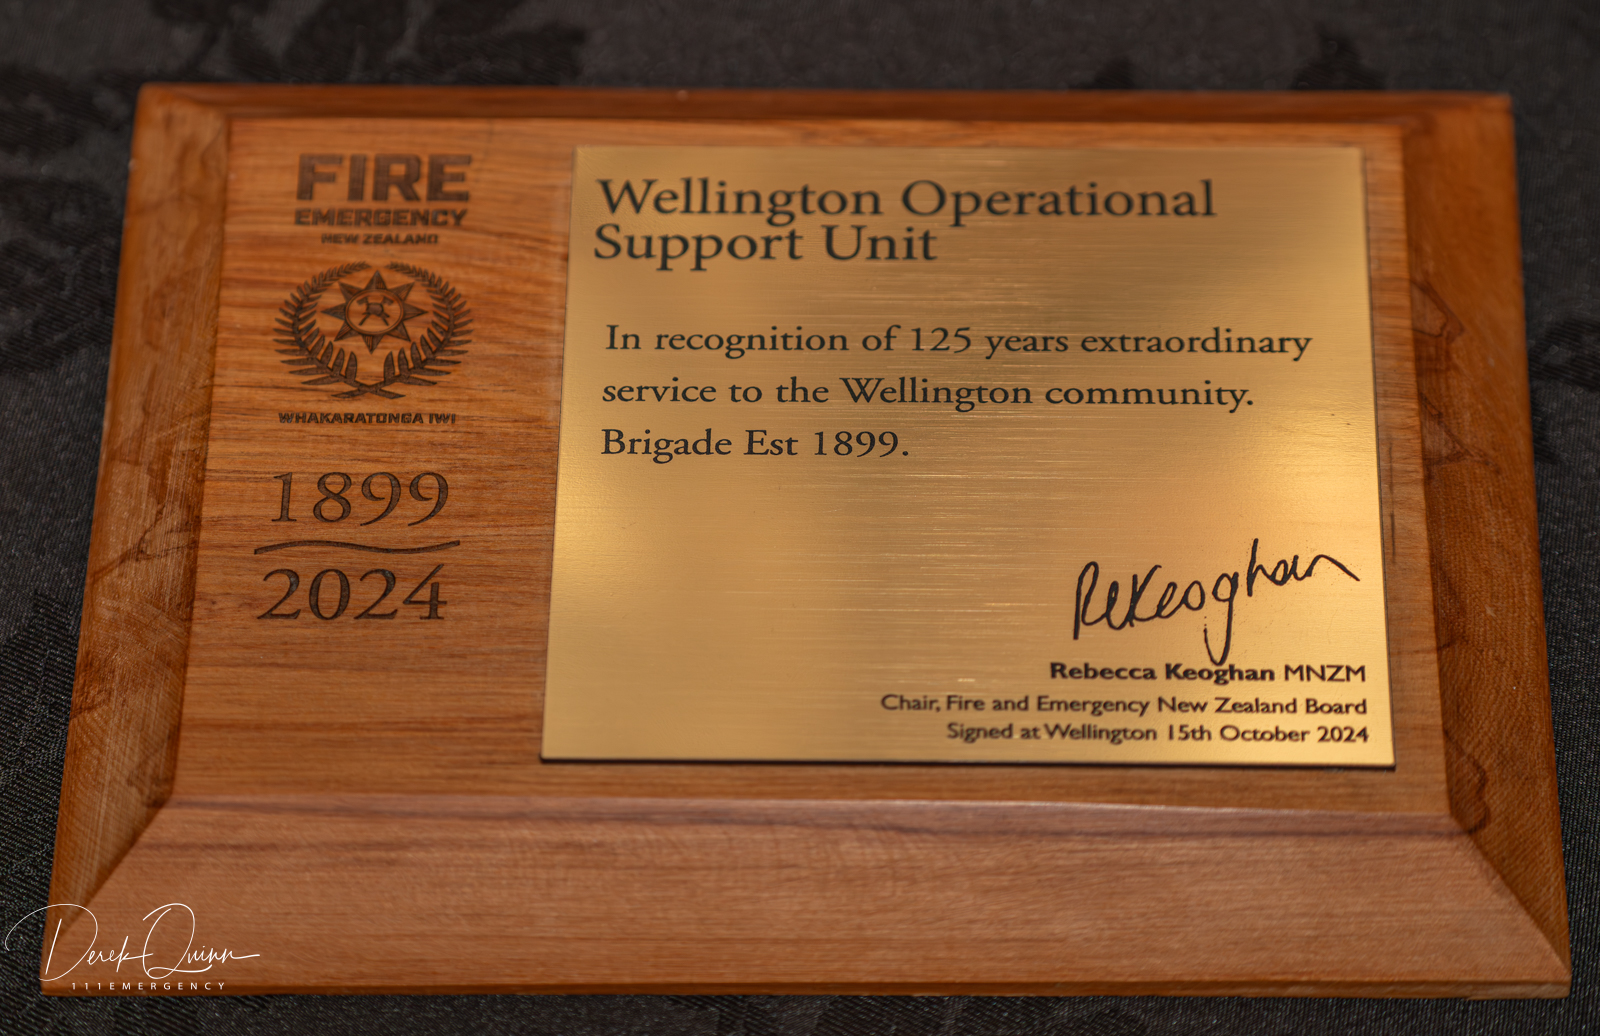 FIRE
EMERGENCY
NEW ZEALAND
WHAKARATONGA IWI
1899
2024
Wellington Operational
Support Unit
In recognition of 125 years extraordinary
service to the Wellington community.
Brigade Est 1899.
ReKeoghan
Rebecca Keoghan MNZM
Chair, Fire and Emergency New Zealand Board
Signed at Wellington 15th October 2024
Derek Quinn
111EMERGENCY